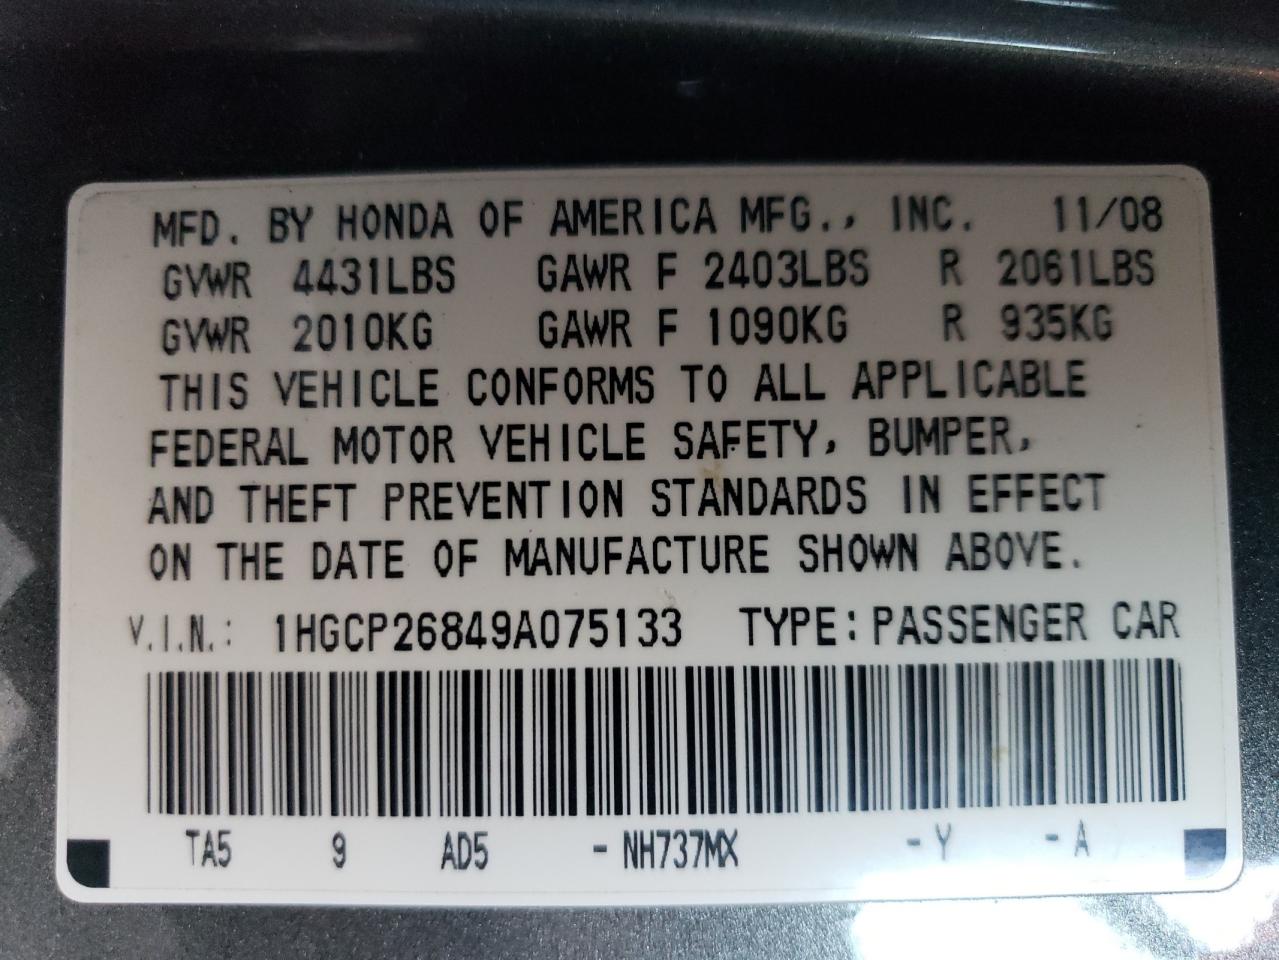 MFD. BY HONDA OF AMERICA MFG., INC. 11/08
GVWR 4431LBS GAWR F 2403LBS R 2061LBS
GVWR 2010KG GAWR F 1090KG R 935KG
THIS VEHICLE CONFORMS TO ALL APPLICABLE
FEDERAL MOTOR VEHICLE SAFETY, BUMPER,
AND THEFT PREVENTION STANDARDS IN EFFECT
ON THE DATE OF MANUFACTURE SHOWN ABOVE.
V.I.N.: 1HGCP26849A075133 TYPE: PASSENGER CAR
TA5 9 AD5 - NH737MX - Y - A